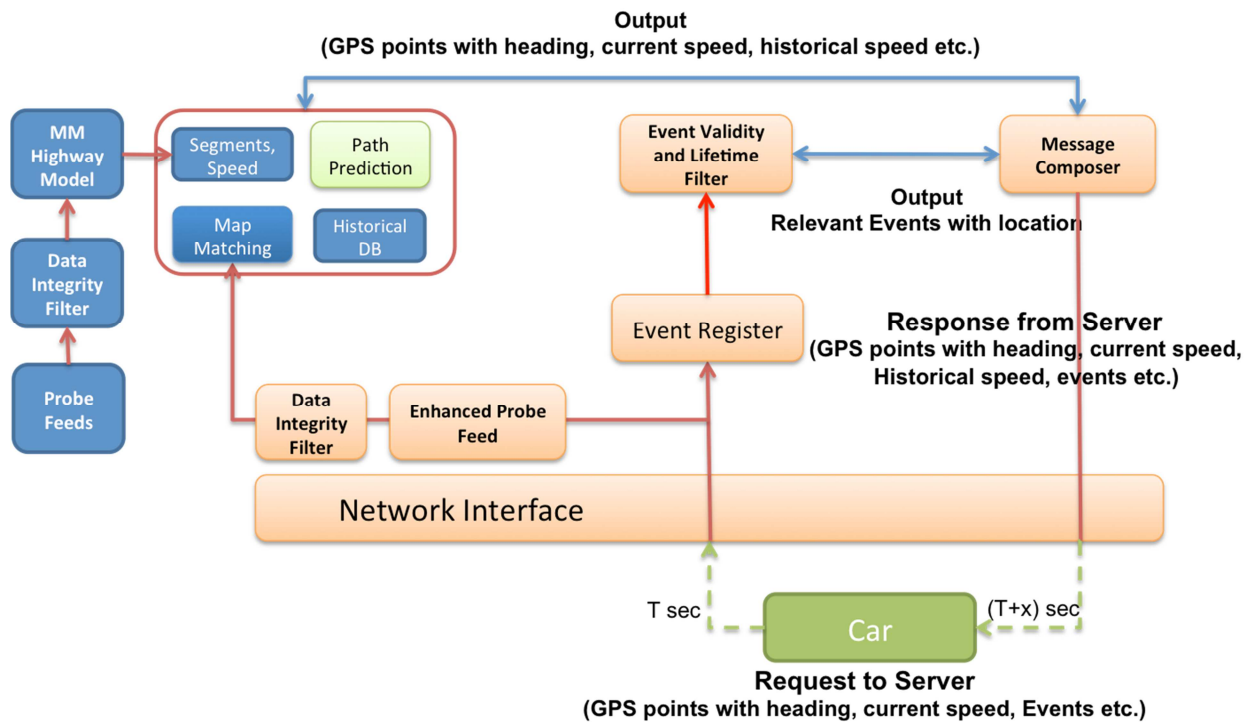 Output
(GPS points with heading, current speed, historical speed etc.)
MM
Highway
Model
Segments,
Speed
Path
Prediction
Map
Matching
Historical
DB
Event Validity
and Lifetime
Filter
Message
Composer
Output
Relevant Events with location
Data
Integrity
Filter
Event Register
Response from Server
(GPS points with heading, current speed,
Historical speed, events etc.)
Probe
Feeds
Data
Integrity
Filter
Enhanced Probe
Feed
Network Interface
T sec
(T+x) sec
Car
Request to Server
(GPS points with heading, current speed, Events etc.)